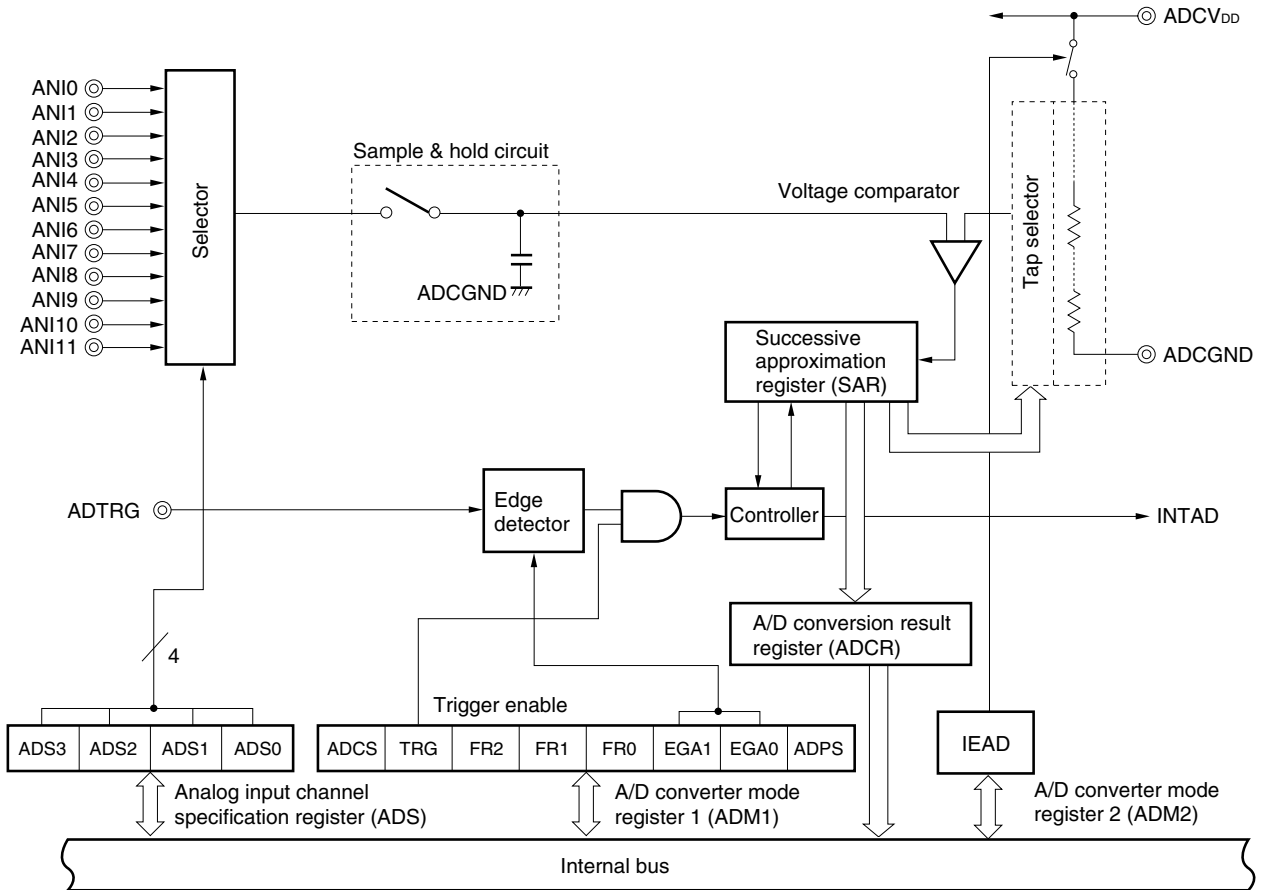 ADCVDD
ANI0
ANI1
ANI2
ANI3
ANI4
ANI5
ANI6
ANI7
ANI8
ANI9
ANI10
ANI11
Selector
Sample & hold circuit
ADCGND
Voltage comparator
Tap selector
ADCGND
Successive
approximation
register (SAR)
ADTRG
Edge
detector
Controller
INTAD
A/D conversion result
register (ADCR)
4
Trigger enable
ADS3 ADS2 ADS1 ADS0
ADCS TRG FR2 FR1 FR0 EGA1 EGA0 ADPS
IEAD
Analog input channel
specification register (ADS)
A/D converter mode
register 1 (ADM1)
A/D converter mode
register 2 (ADM2)
Internal bus